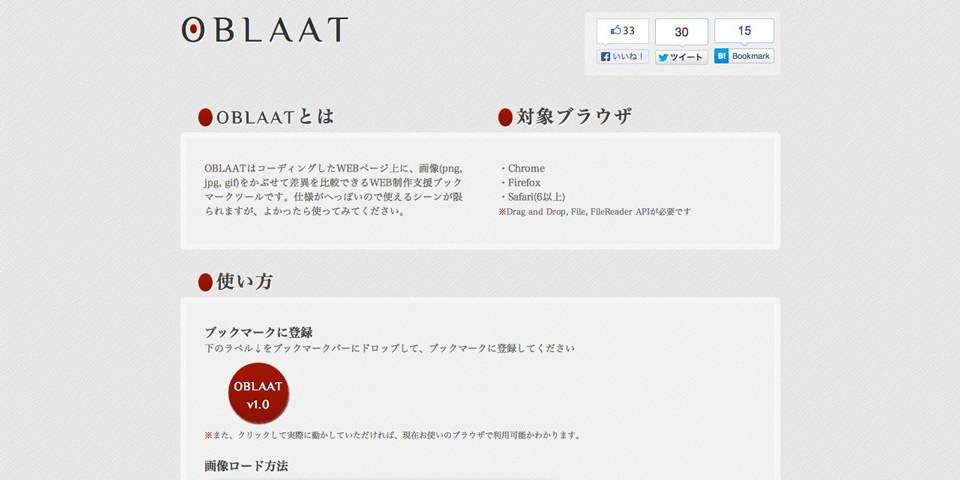 OBLAAT
33
30
15
いいね！
ツイート
B! Bookmark
OBLAATとは
対象ブラウザ
OBLAATはコーディングしたWEBページ上に、画像(png,
jpg, gif)をかぶせて差異を比較できるWEB制作支援ブック
マークツールです。仕様がへっぽいので使えるシーンが限
られますが、よかったら使ってみてください。
・Chrome
・Firefox
・Safari(6以上)
※Drag and Drop, File, FileReader APIが必要です
使い方
ブックマークに登録
下のラベル↓をブックマークバーにドロップして、ブックマークに登録してください
OBLAAT
v1.0
※また、クリックして実際に動かしていただければ、現在お使いのブラウザで利用可能かわかります。
画像ロード方法